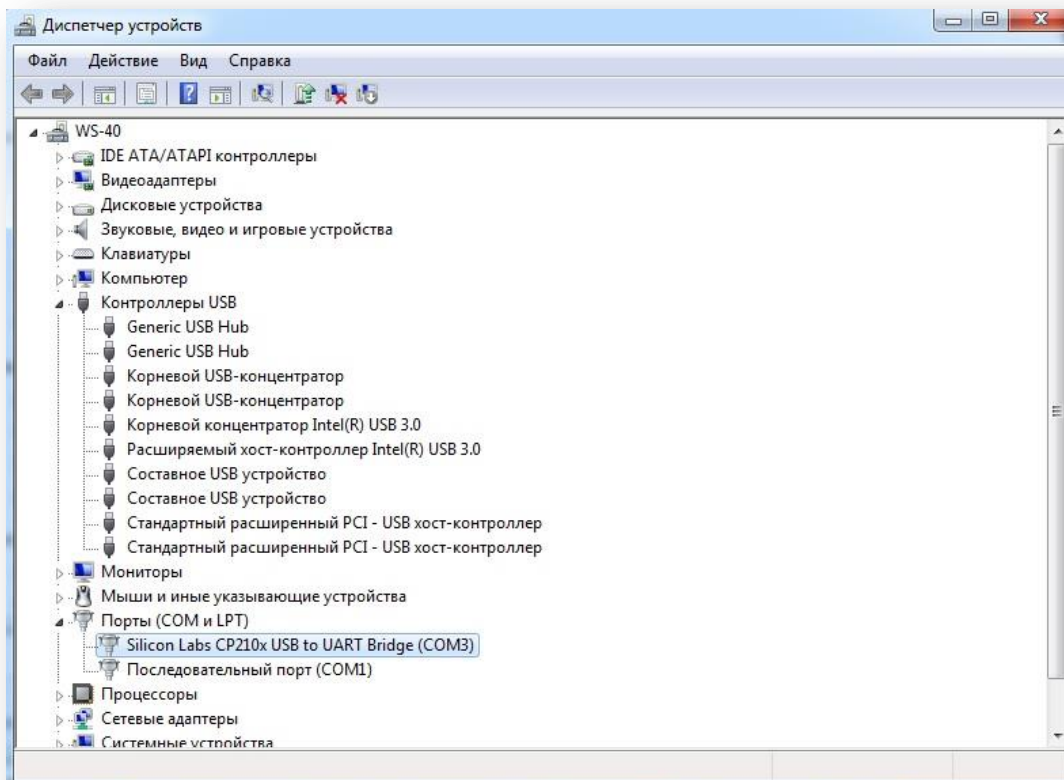 Диспетчер устройств
Файл Действие Вид Справка
WS-40
IDE ATA/ATAPI контроллеры
Видеоадаптеры
Дисковые устройства
Звуковые, видео и игровые устройства
Клавиатуры
Компьютер
Контроллеры USB
Generic USB Hub
Generic USB Hub
Корневой USB-концентратор
Корневой USB-концентратор
Корневой концентратор Intel(R) USB 3.0
Расширяемый хост-контроллер Intel(R) USB 3.0
Составное USB устройство
Составное USB устройство
Стандартный расширенный PCI - USB хост-контроллер
Стандартный расширенный PCI - USB хост-контроллер
Мониторы
Мыши и иные указывающие устройства
Порты (COM и LPT)
Silicon Labs CP210x USB to UART Bridge (COM3)
Последовательный порт (COM1)
Процессоры
Сетевые адаптеры
Системные устройства